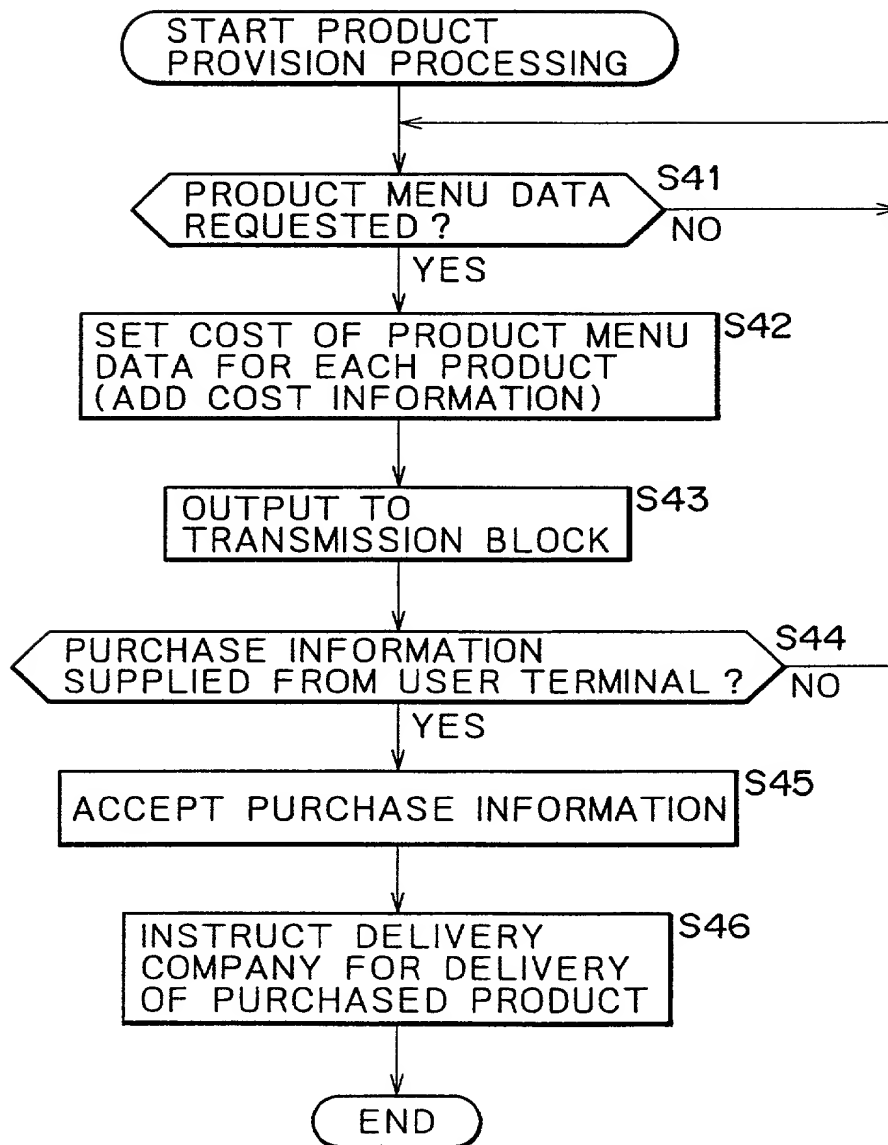 START PRODUCT
PROVISION PROCESSING
PRODUCT MENU DATA
REQUESTED ?
S41
NO
YES
SET COST OF PRODUCT MENU
DATA FOR EACH PRODUCT
(ADD COST INFORMATION)
S42
OUTPUT TO
TRANSMISSION BLOCK
S43
PURCHASE INFORMATION
SUPPLIED FROM USER TERMINAL ?
S44
NO
YES
ACCEPT PURCHASE INFORMATION
S45
INSTRUCT DELIVERY
COMPANY FOR DELIVERY
OF PURCHASED PRODUCT
S46
END